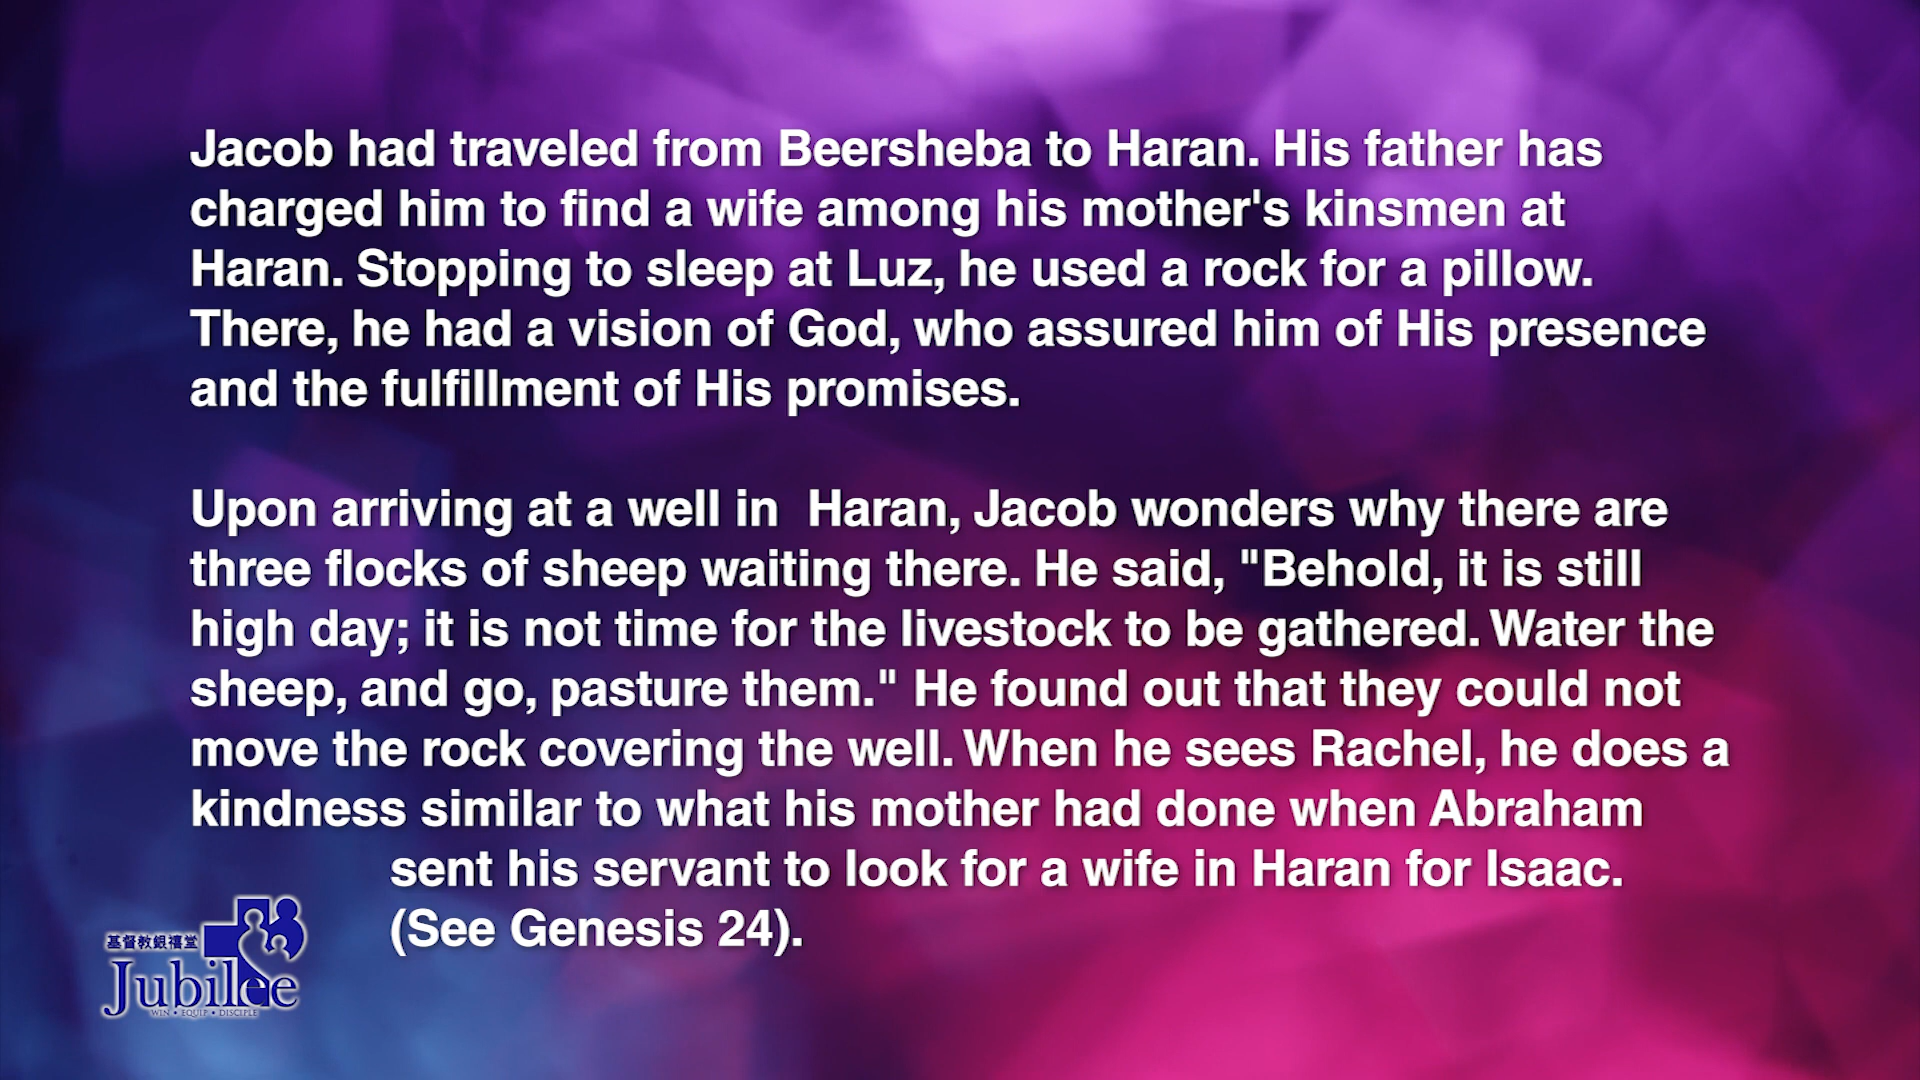 Jacob had traveled from Beersheba to Haran. His father has
charged him to find a wife among his mother's kinsmen at
Haran. Stopping to sleep at Luz, he used a rock for a pillow.
There, he had a vision of God, who assured him of His presence
and the fulfillment of His promises.
Upon arriving at a well in  Haran, Jacob wonders why there are
three flocks of sheep waiting there. He said, "Behold, it is still
high day; it is not time for the livestock to be gathered. Water the
sheep, and go, pasture them." He found out that they could not
move the rock covering the well. When he sees Rachel, he does a
kindness similar to what his mother had done when Abraham
sent his servant to look for a wife in Haran for Isaac.
(See Genesis 24).
基督教銀禧堂
Jubilee
WIN • EQUIP • DISCIPLE